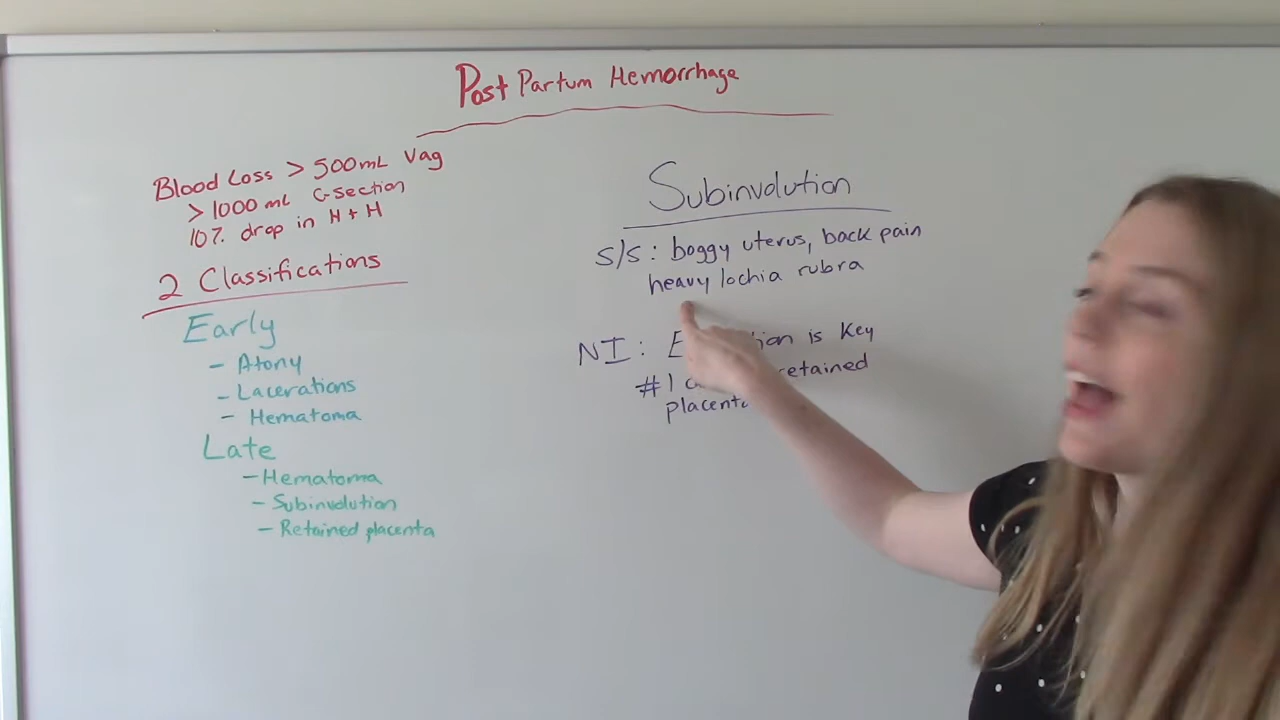 Post Partum Hemorrhage
Blood Loss > 500mL Vag
> 1000 mL C-section
10% drop in H + H
2 Classifications
Early
- Atony
- Lacerations
- Hematoma
Late
- Hematoma
- Subinvolution
- Retained placenta
Subinvolution
S/S: boggy uterus, back pain
heavy lochia rubra
NI: is Key
#1 retained
placenta